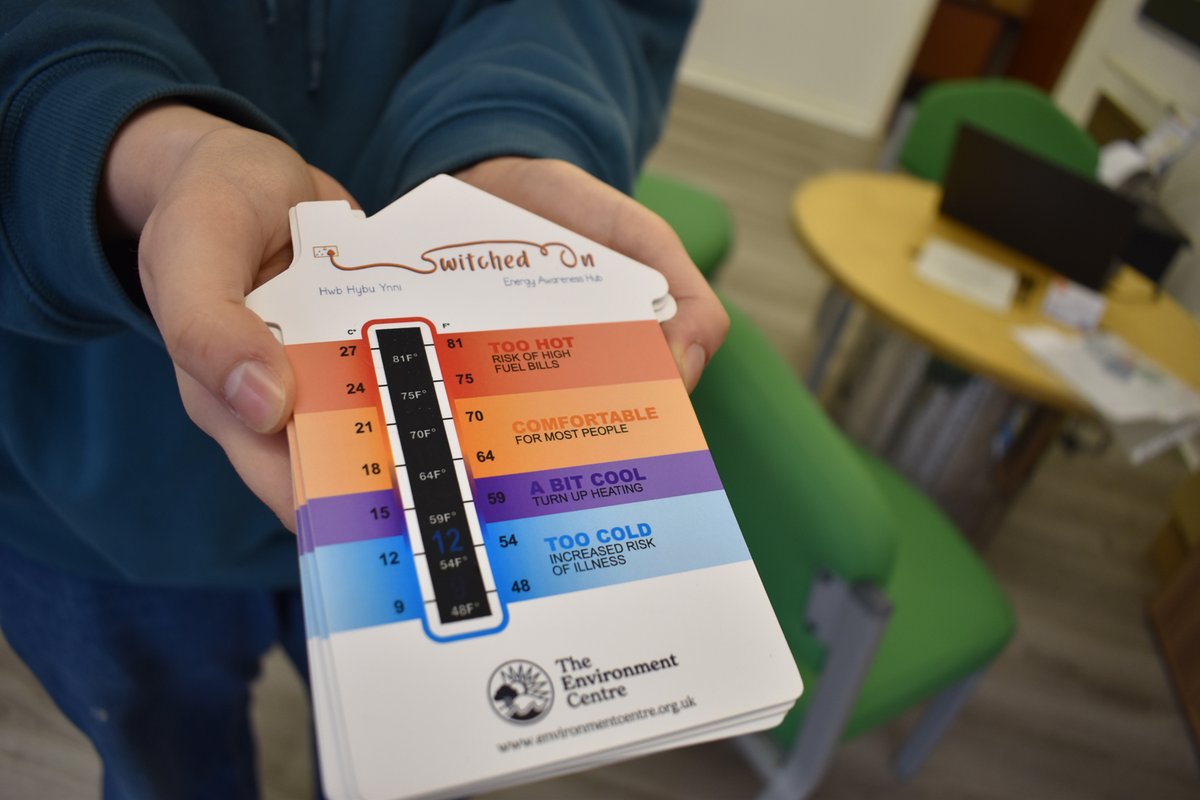 Switched On
Hwb Hybu Ynni
Energy Awareness Hub
C° F°
27 81F° 81 TOO HOT
RISK OF HIGH
24 75F° 75 FUEL BILLS
21 70F° 70 COMFORTABLE
FOR MOST PEOPLE
18 64F° 64
15 59F° 59 A BIT COOL
TURN UP HEATING
12 12 54F° 54 TOO COLD
INCREASED RISK
OF ILLNESS
9 9 48F° 48
The
Environment
Centre
www.environmentcentre.org.uk